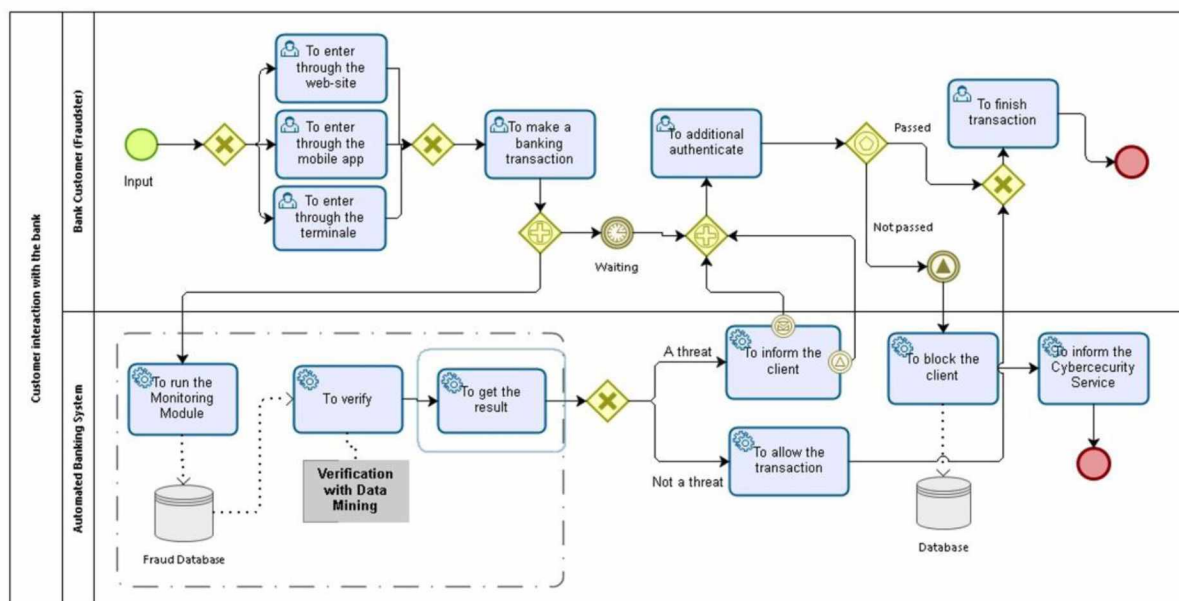 Customer interaction with the bank
Bank Customer (Fraudster)
Input
To enter
through the
web-site
To enter
through the
mobile app
To enter
through the
terminale
To make a
banking
transaction
Waiting
To additional
authenticate
Passed
Not passed
To finish
transaction
Automated Banking System
To run the
Monitoring
Module
Fraud Database
To verify
Verification
with Data
Mining
To get the
result
A threat
Not a threat
To inform the
client
To allow the
transaction
To block the
client
Database
To inform the
Cybercecurity
Service